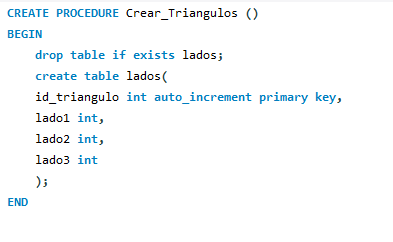 CREATE PROCEDURE Crear_Triangulos ()
BEGIN
    drop table if exists lados;
    create table lados(
    id_triangulo int auto_increment primary key,
    lado1 int,
    lado2 int,
    lado3 int
    );
END